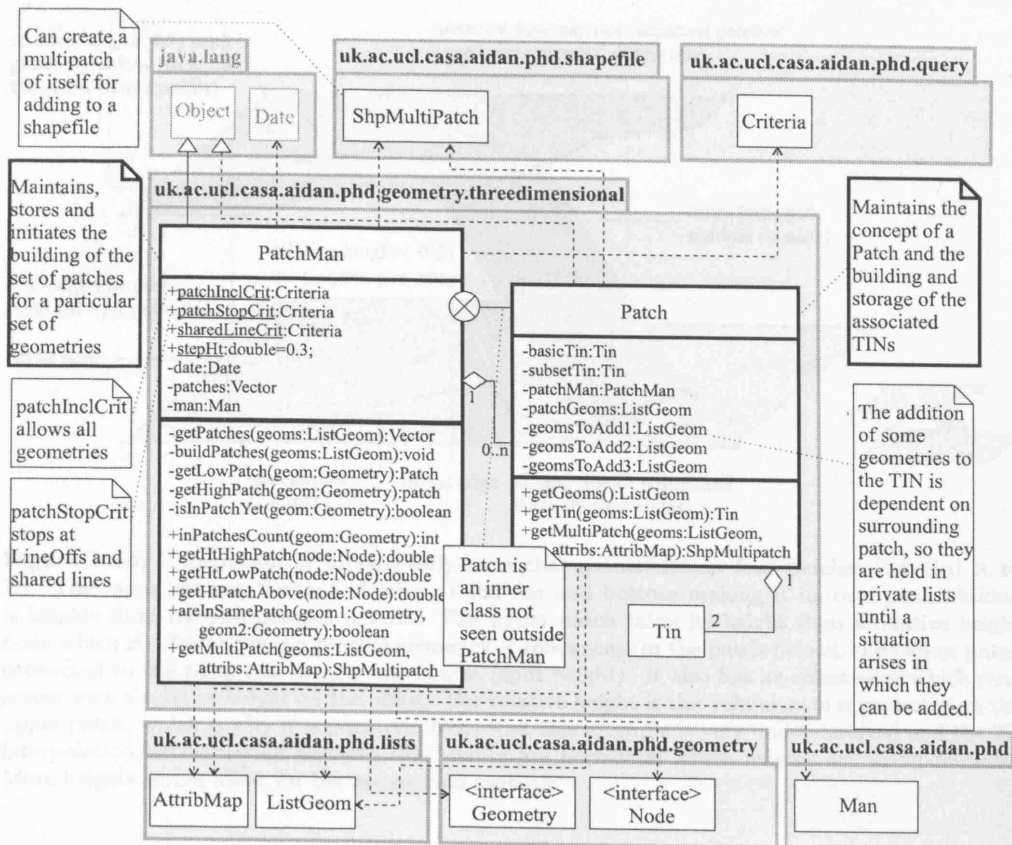 Can create a
multipatch
of itself for
adding to a
shapefile
java.lang
Object
Date
uk.ac.ucl.casa.aidan.phd.shapefile
ShpMultiPatch
uk.ac.ucl.casa.aidan.phd.query
Criteria
Maintains,
stores and
initiates the
building of the
set of patches
for a particular
set of
geometries
patchInclCrit
allows all
geometries
patchStopCrit
stops at
LineOffs and
shared lines
uk.ac.ucl.casa.aidan.phd.geometry.threedimensional
PatchMan
+patchInclCrit:Criteria
+patchStopCrit:Criteria
+sharedLineCrit:Criteria
+stepHt:double=0.3;
-date:Date
-patches:Vector
-man:Man
-getPatches(geoms:ListGeom):Vector
-buildPatches(geoms:ListGeom):void
-getLowPatch(geom:Geometry):Patch
-getHighPatch(geom:Geometry):patch
-isInPatchYet(geom:Geometry):boolean
+inPatchesCount(geom:Geometry):int
+getHtHighPatch(node:Node):double
+getHtLowPatch(node:Node):double
+getHtPatchAbove(node:Node):double
+areInSamePatch(geom1:Geometry,
geom2:Geometry):boolean
+getMultiPatch(geoms:ListGeom,
attribs:AttribMap):ShpMultipatch
1
0..n
Patch
-basicTin:Tin
-subsetTin:Tin
-patchMan:PatchMan
-patchGeoms:ListGeom
-geomsToAdd1:ListGeom
-geomsToAdd2:ListGeom
-geomsToAdd3:ListGeom
+getGeoms():ListGeom
+getTin(geoms:ListGeom):Tin
+getMultiPatch(geoms:ListGeom,
attribs:AttribMap):ShpMultipatch
Patch is
an inner
class not
seen outside
PatchMan
1
Tin
2
Maintains the
concept of a
Patch and the
building and
storage of the
associated
TINs
The addition
of some
geometries to
the TIN is
dependent on
surrounding
patch, so they
are held in
private lists
until a
situation
arises in
which they
can be added.
uk.ac.ucl.casa.aidan.phd.lists
AttribMap
ListGeom
uk.ac.ucl.casa.aidan.phd.geometry
<interface>
Geometry
<interface>
Node
uk.ac.ucl.casa.aidan.phd
Man